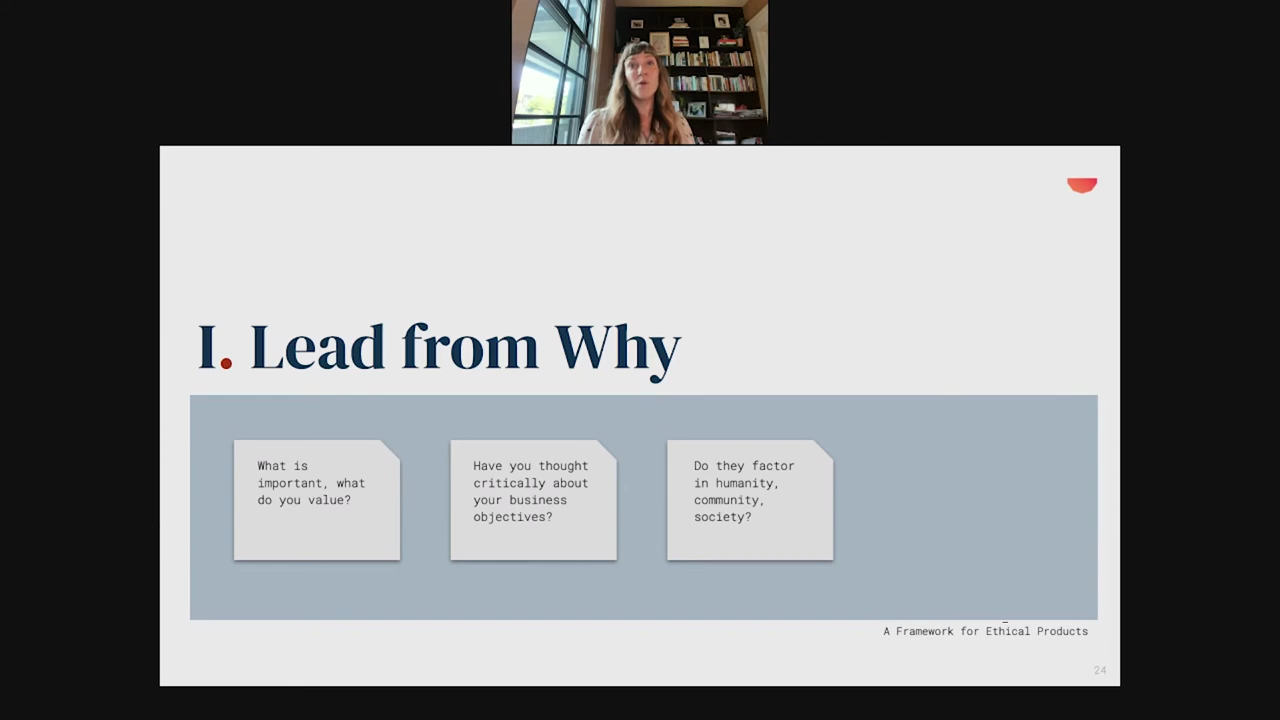 I. Lead from Why
What is
important, what
do you value?
Have you thought
critically about
your business
objectives?
Do they factor
in humanity,
community,
society?
A Framework for Ethical Products
24